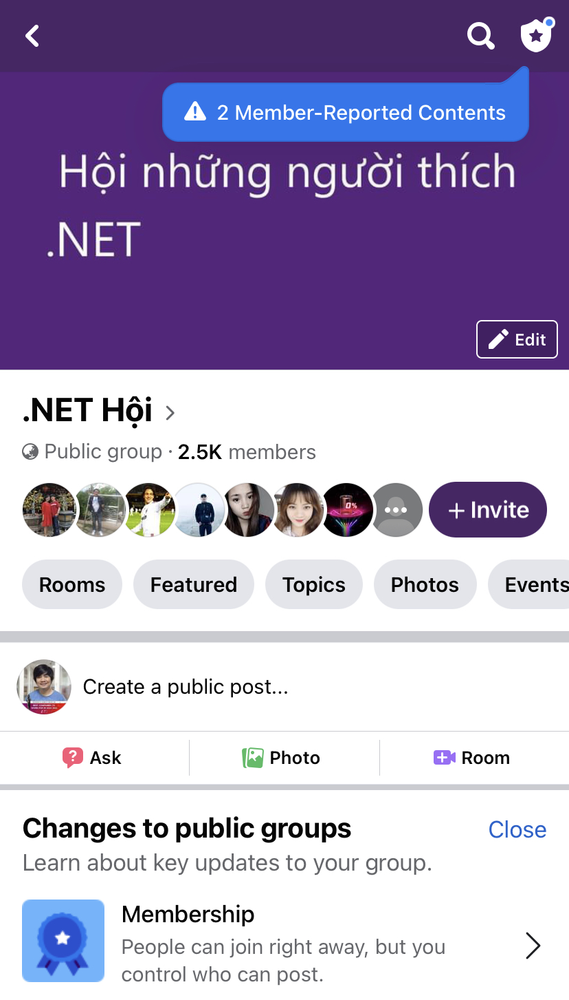 2 Member-Reported Contents
Hội những người thích
.NET
Edit
.NET Hội
Public group · 2.5K members
0%
+ Invite
Rooms Featured Topics Photos Events
Create a public post...
Ask Photo Room
Changes to public groups Close
Learn about key updates to your group.
Membership
People can join right away, but you
control who can post.